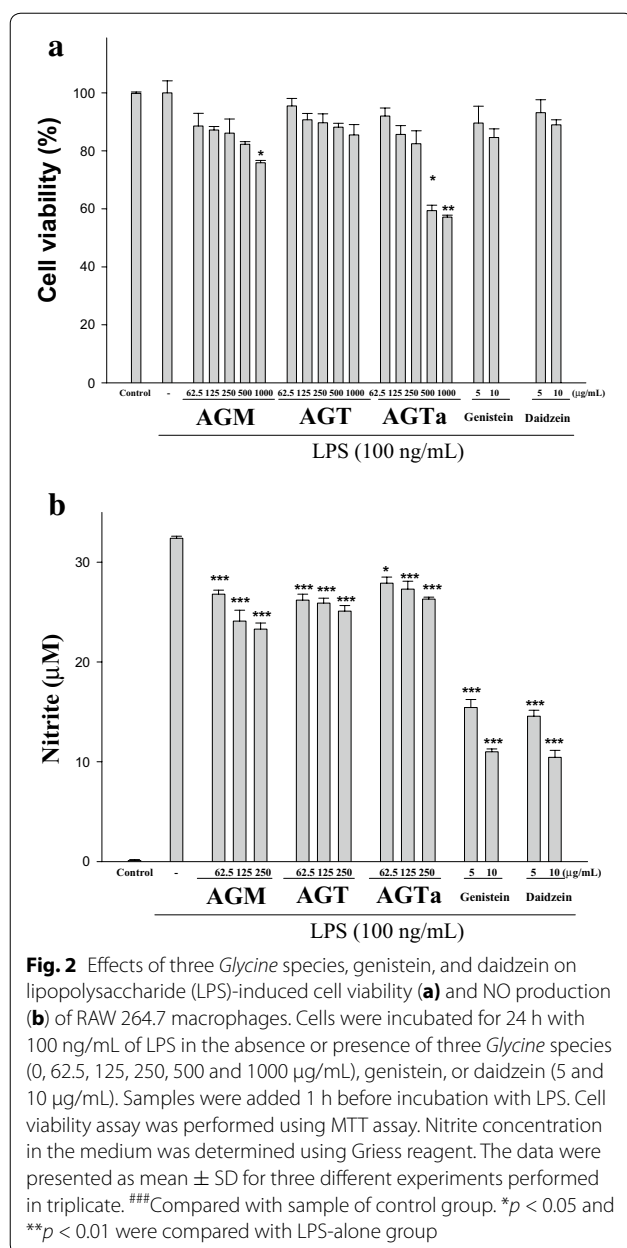 a
Cell viability (%)
100
80
60
40
20
0
*
*
**
Control - 62.5 125 250 500 1000 62.5 125 250 500 1000 62.5 125 250 500 1000 5 10 5 10 (μg/mL)
AGM AGT AGTa Genistein Daidzein
LPS (100 ng/mL)
b
Nitrite (μM)
30
20
10
0
*** *** *** *** *** *** * *** *** *** *** *** ***
Control - 62.5 125 250 62.5 125 250 62.5 125 250 5 10 5 10 (μg/mL)
AGM AGT AGTa Genistein Daidzein
LPS (100 ng/mL)
Fig. 2 Effects of three Glycine species, genistein, and daidzein on
lipopolysaccharide (LPS)-induced cell viability (a) and NO production
(b) of RAW 264.7 macrophages. Cells were incubated for 24 h with
100 ng/mL of LPS in the absence or presence of three Glycine species
(0, 62.5, 125, 250, 500 and 1000 μg/mL), genistein, or daidzein (5 and
10 μg/mL). Samples were added 1 h before incubation with LPS. Cell
viability assay was performed using MTT assay. Nitrite concentration
in the medium was determined using Griess reagent. The data were
presented as mean ± SD for three different experiments performed
in triplicate. ###Compared with sample of control group. *p < 0.05 and
**p < 0.01 were compared with LPS-alone group